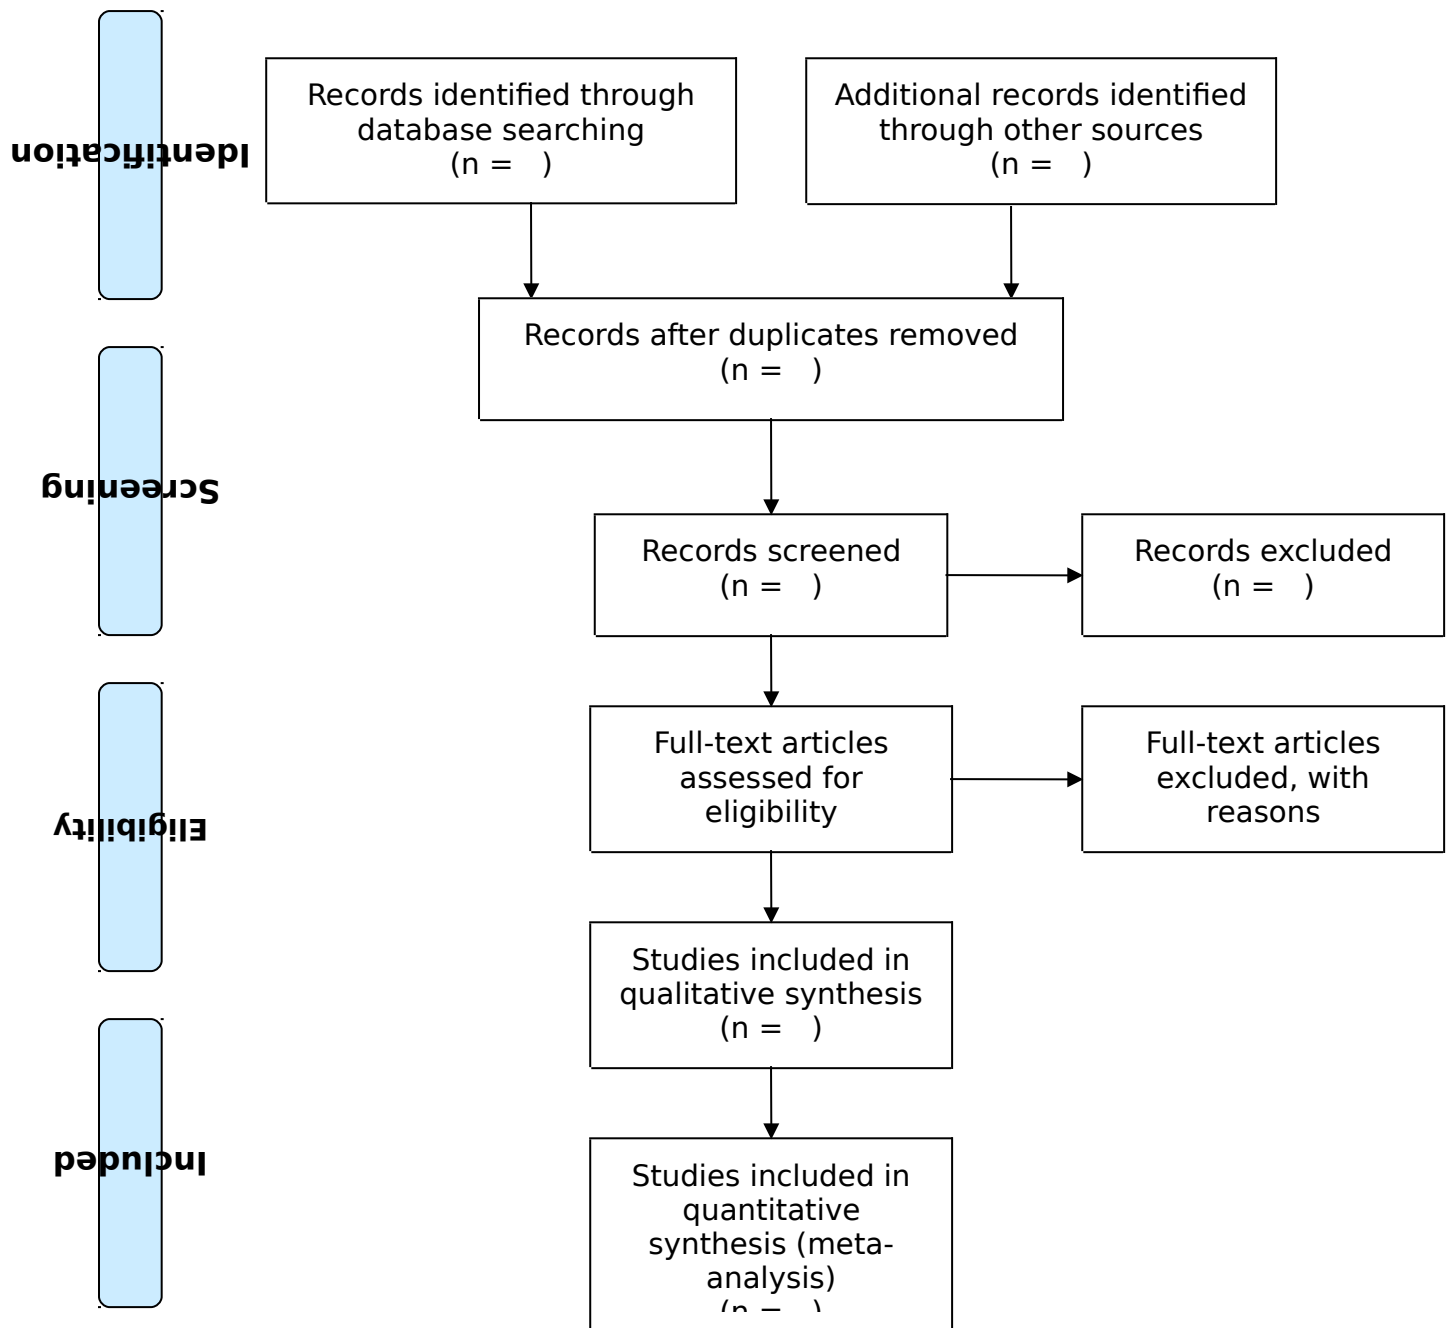 Identification
Records identified through
database searching
(n =   )
Additional records identified
through other sources
(n =   )
Records after duplicates removed
(n =   )
Screening
Records screened
(n =   )
Records excluded
(n =   )
Eligibility
Full-text articles
assessed for
eligibility
Full-text articles
excluded, with
reasons
Studies included in
qualitative synthesis
(n =   )
Included
Studies included in
quantitative
synthesis (meta-
analysis)
(n =   )